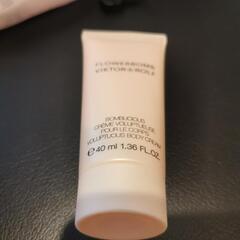 FLOWERBOMB
VIKTOR&ROLF
BOMBLICIOUS
CRÈME VOLUPTUEUSE
POUR LE CORPS
VOLUPTUOUS BODY CREAM
℮ 40 ml 1.36 FL.OZ.